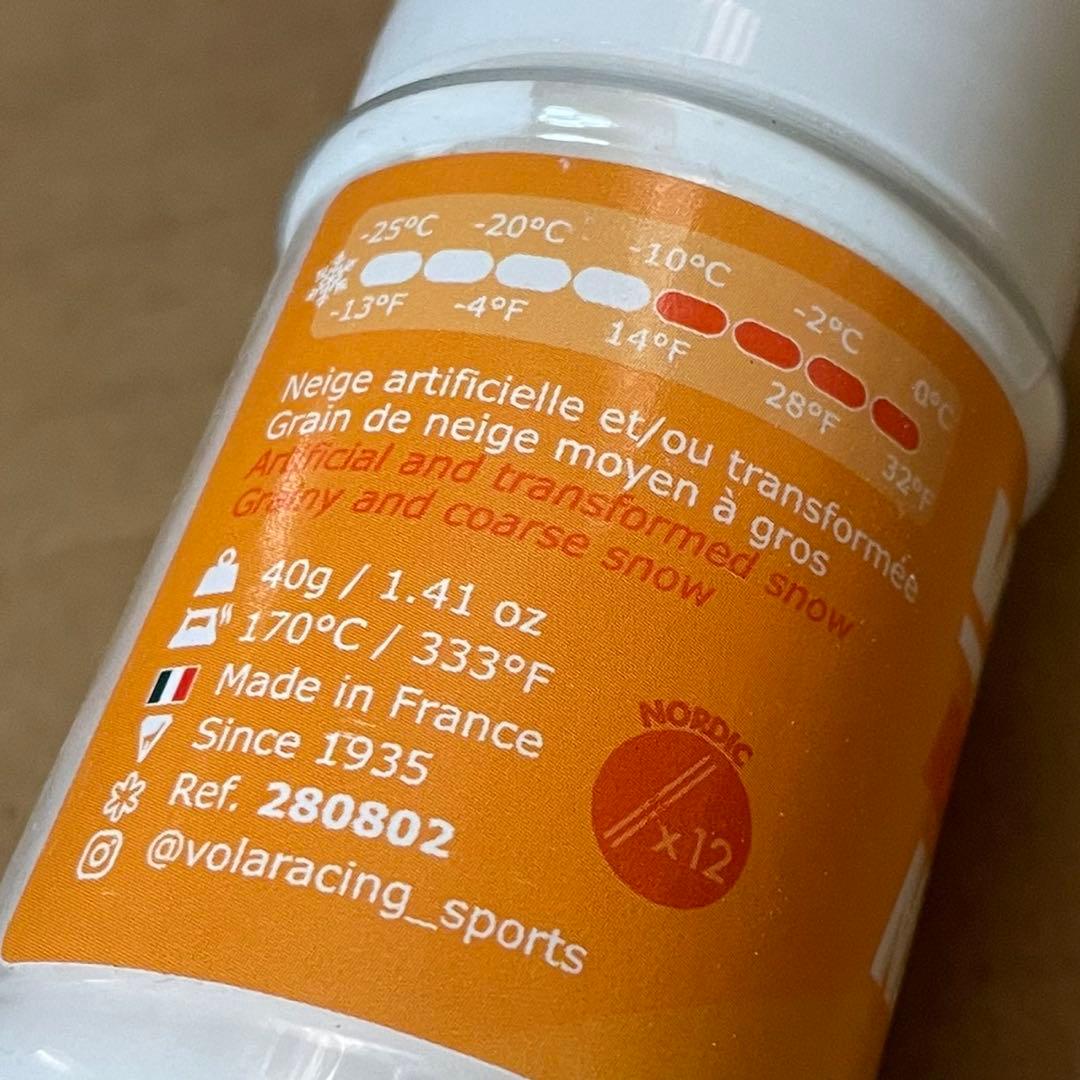 -25°C -20°C -10°C -2°C 0°C
-13°F -4°F 14°F 28°F 32°F
Neige artificielle et/ou transformée
Grain de neige moyen à gros
Artificial and transformed snow
Grainy and coarse snow
40g / 1.41 oz
170°C / 333°F
Made in France
Since 1935
Ref. 280802
@volaracing_sports
NORDIC
x12